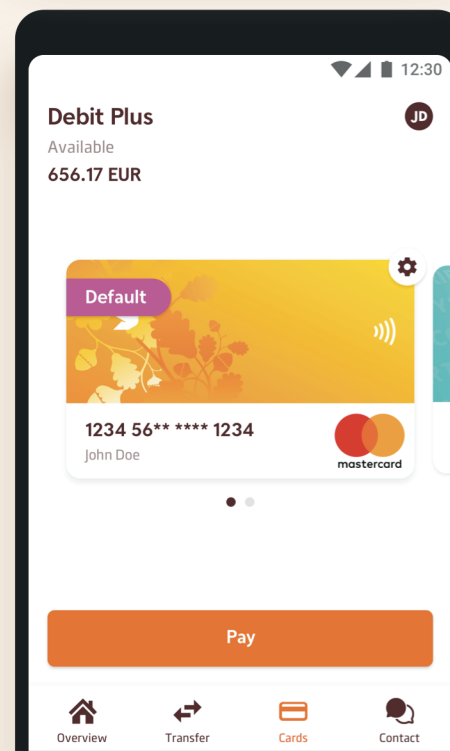 12:30
Debit Plus
JD
Available
656.17 EUR
Default
1234 56** **** 1234
John Doe
mastercard
Pay
Overview
Transfer
Cards
Contact